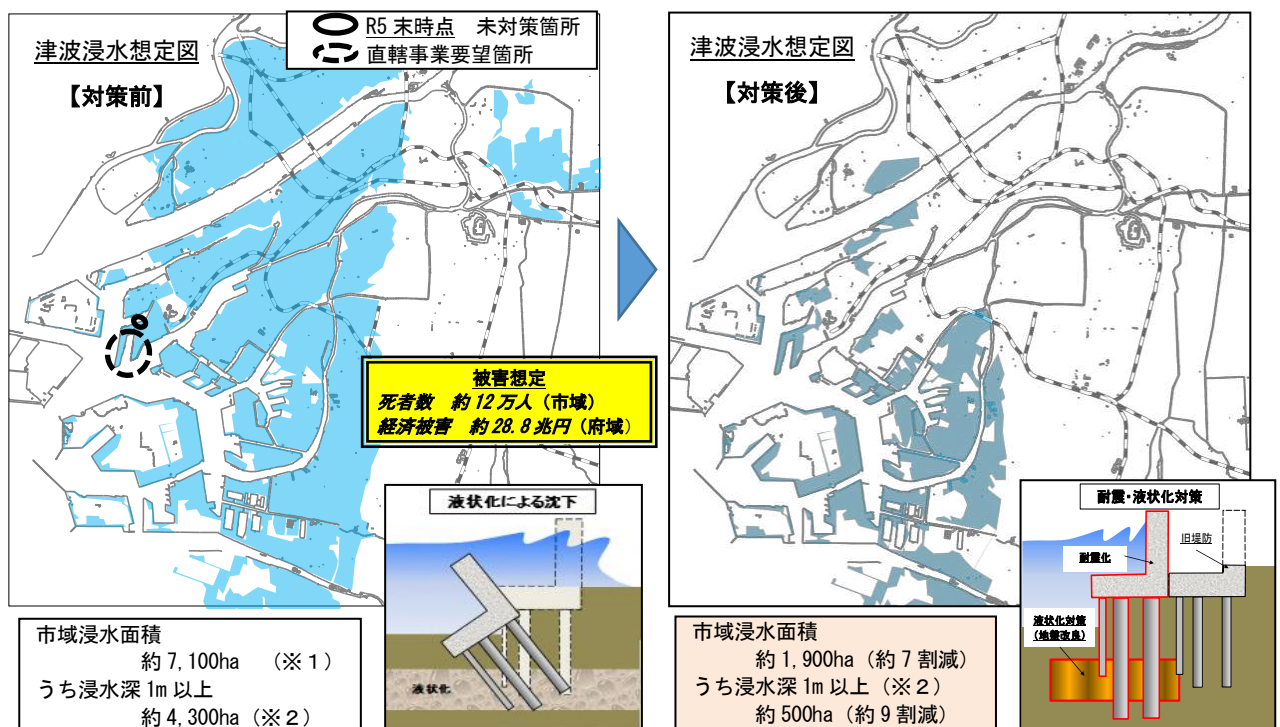 R5 末時点 未対策箇所
直轄事業要望箇所
津波浸水想定図
【対策前】
被害想定
死者数 約 12 万人（市域）
経済被害 約 28.8 兆円（府域）
液状化による沈下
液状化
市域浸水面積
約 7,100ha （※１）
うち浸水深 1m 以上
約 4,300ha（※２）
津波浸水想定図
【対策後】
耐震・液状化対策
旧堤防
耐震化
液状化対策
(地盤改良)
市域浸水面積
約 1,900ha（約 7 割減）
うち浸水深 1m 以上（※２）
約 500ha（約 9 割減）